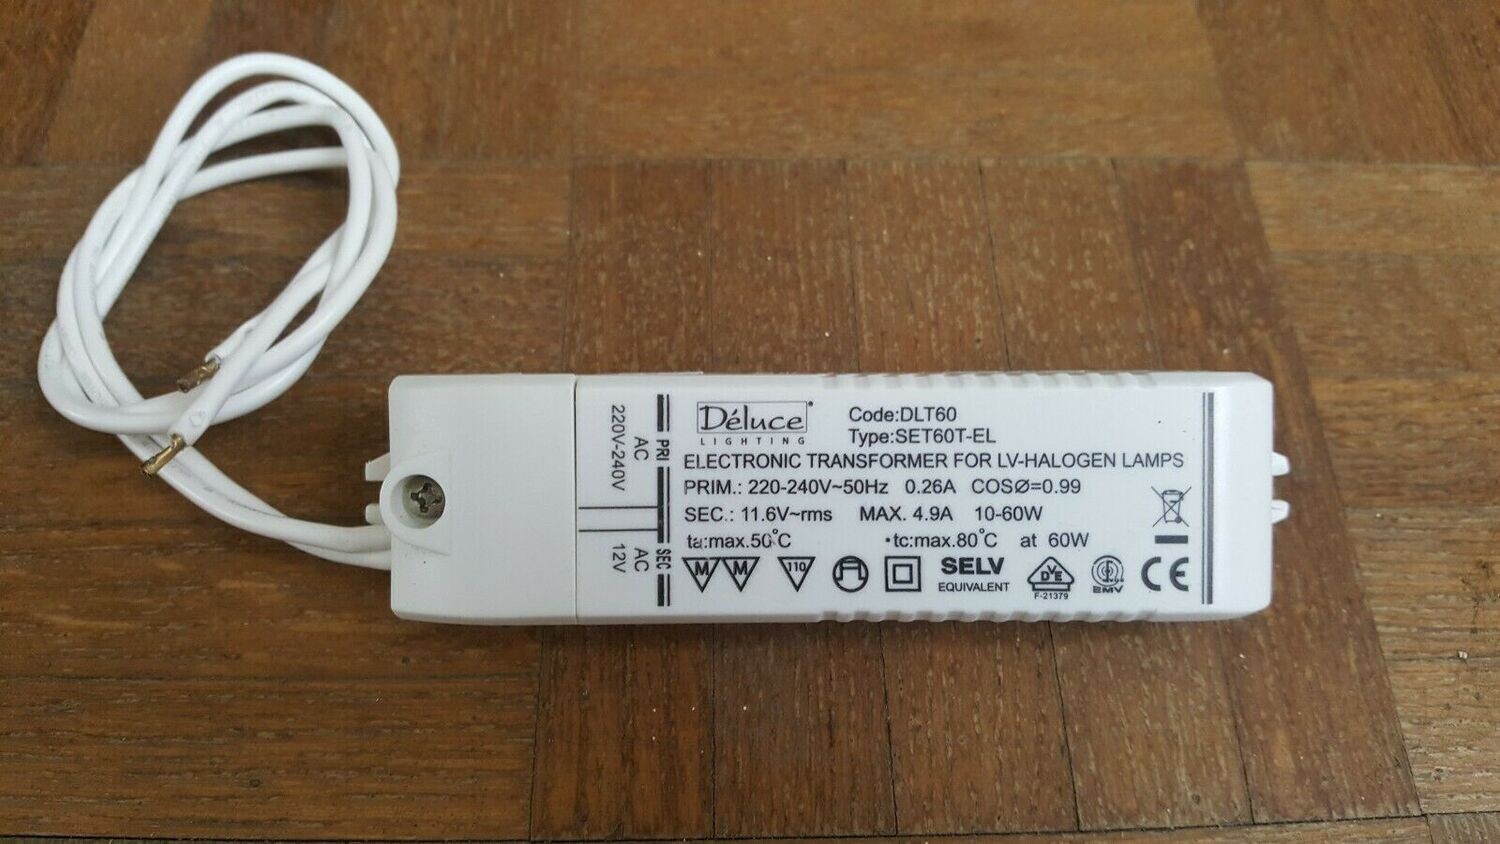 220V-240V
AC
PRI
AC
12V
SEC
Déluce®
LIGHTING
Code:DLT60
Type:SET60T-EL
ELECTRONIC TRANSFORMER FOR LV-HALOGEN LAMPS
PRIM.: 220-240V~50Hz 0.26A COSØ=0.99
SEC.: 11.6V~rms MAX. 4.9A 10-60W
ta:max.50°C •tc:max.80°C at 60W
M M 110 SELV DVE CE
EQUIVALENT F-21379 EMV